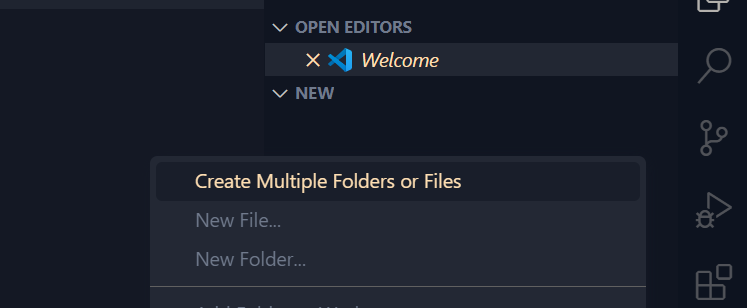 OPEN EDITORS
Welcome
NEW
Create Multiple Folders or Files
New File...
New Folder...